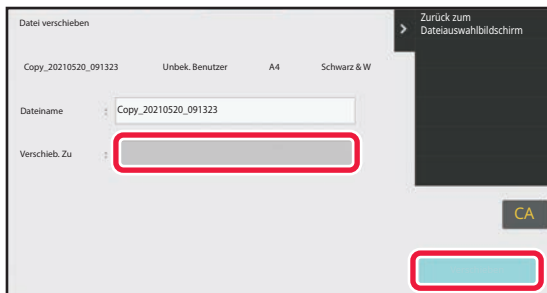 Datei verschieben
Zurück zum
Dateiauswahlbildschirm
Copy_20210520_091323 Unbek. Benutzer A4 Schwarz & W
Dateiname : Copy_20210520_091323
Verschieb. Zu :
CA